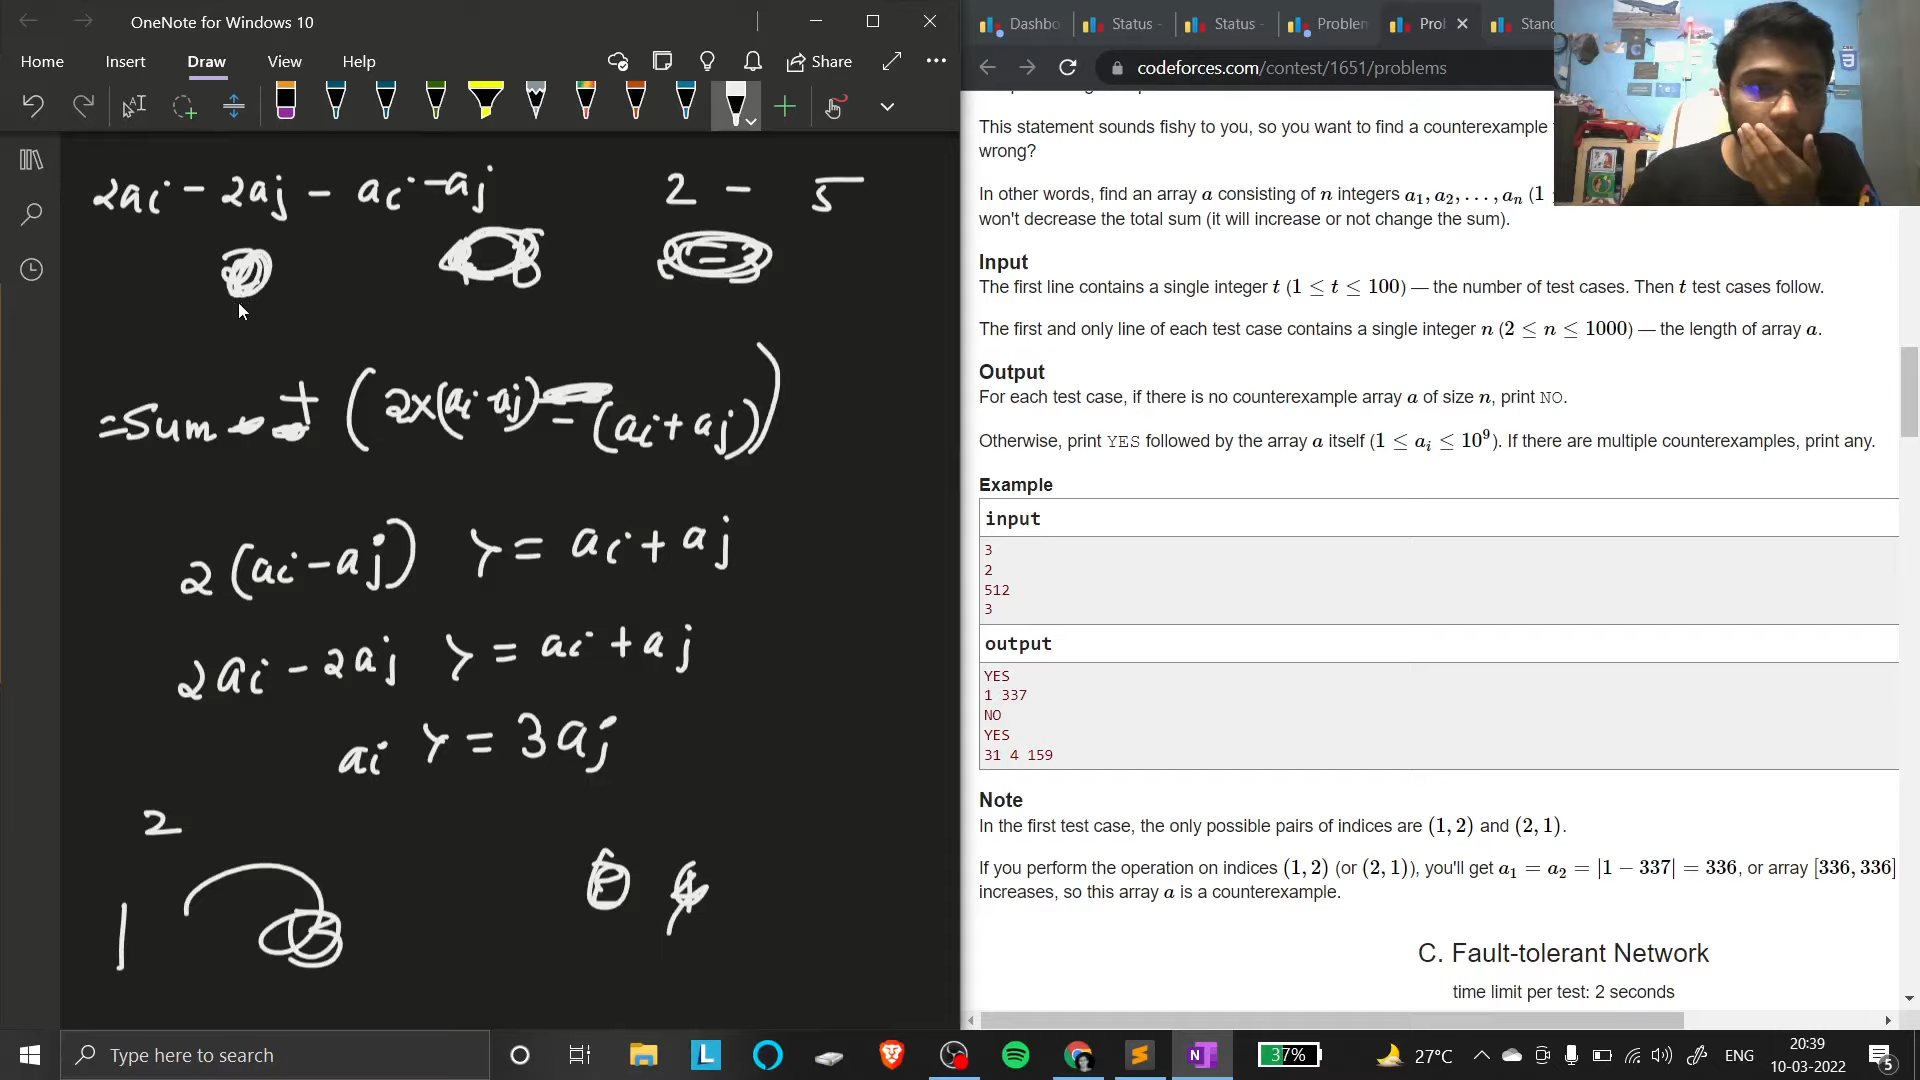 OneNote for Windows 10
Home Insert Draw View Help Share
2ai - 2aj - ai - aj 2 - 5
= Sum + (2x(ai - aj) - (ai + aj))
2(ai - aj) >= ai + aj
2ai - 2aj >= ai + aj
ai >= 3aj
2
1
Dashbo Status - Status - Problem Pro Stand
codeforces.com/contest/1651/problems
This statement sounds fishy to you, so you want to find a counterexample
wrong?
In other words, find an array a consisting of n integers a1, a2, …, an (1
won't decrease the total sum (it will increase or not change the sum).
Input
The first line contains a single integer t (1 ≤ t ≤ 100) — the number of test cases. Then t test cases follow.
The first and only line of each test case contains a single integer n (2 ≤ n ≤ 1000) — the length of array a.
Output
For each test case, if there is no counterexample array a of size n, print NO.
Otherwise, print YES followed by the array a itself (1 ≤ ai ≤ 10^9). If there are multiple counterexamples, print any.
Example
input
3
2
512
3
output
YES
1 337
NO
YES
31 4 159
Note
In the first test case, the only possible pairs of indices are (1, 2) and (2, 1).
If you perform the operation on indices (1, 2) (or (2, 1)), you'll get a1 = a2 = |1 − 337| = 336, or array [336, 336]
increases, so this array a is a counterexample.
C. Fault-tolerant Network
time limit per test: 2 seconds
Type here to search
L
N
37%
27°C
ENG
20:39
10-03-2022
5